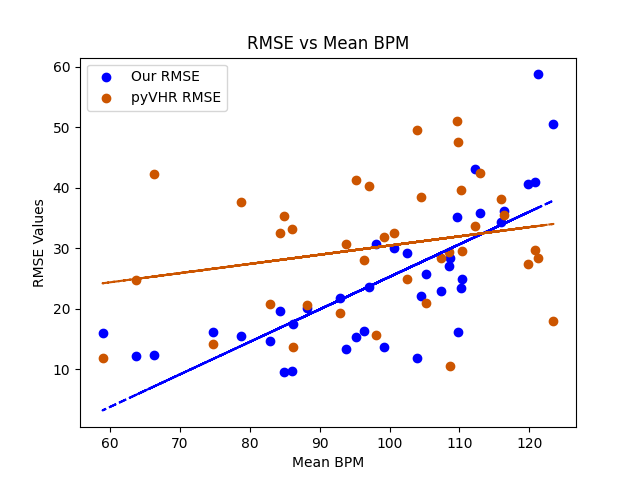 RMSE vs Mean BPM
Our RMSE
pyVHR RMSE
RMSE Values
60
50
40
30
20
10
60 70 80 90 100 110 120
Mean BPM